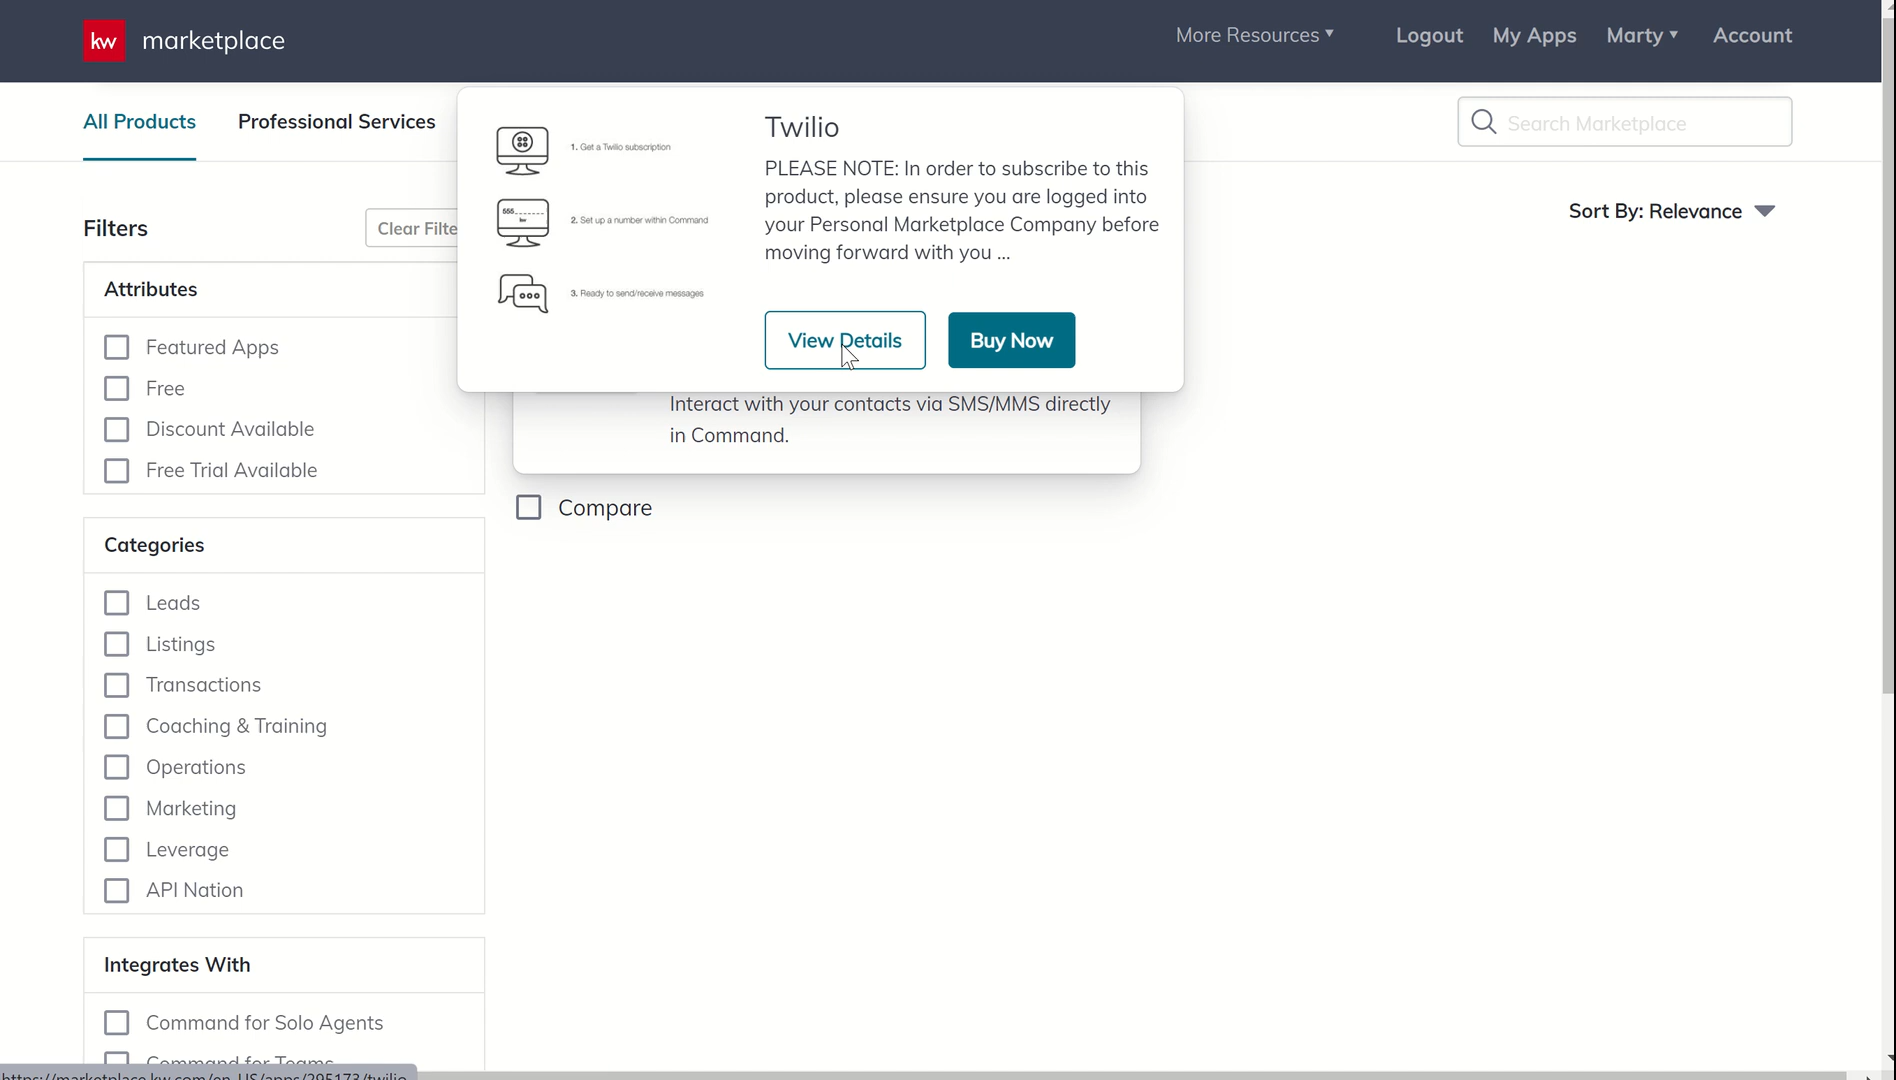 kw marketplace
More Resources
Logout
My Apps
Marty
Account
All Products
Professional Services
Search Marketplace
1. Get a Twilio subscription
2. Set up a number within Command
3. Ready to send/receive messages
555
kw
Twilio
PLEASE NOTE: In order to subscribe to this
product, please ensure you are logged into
your Personal Marketplace Company before
moving forward with you ...
View Details
Buy Now
Sort By: Relevance
Filters
Clear Filte
Interact with your contacts via SMS/MMS directly
in Command.
Compare
Attributes
Featured Apps
Free
Discount Available
Free Trial Available
Categories
Leads
Listings
Transactions
Coaching & Training
Operations
Marketing
Leverage
API Nation
Integrates With
Command for Solo Agents
Command for Teams
https://marketplace.kw.com/en-US/apps/295173/twilio